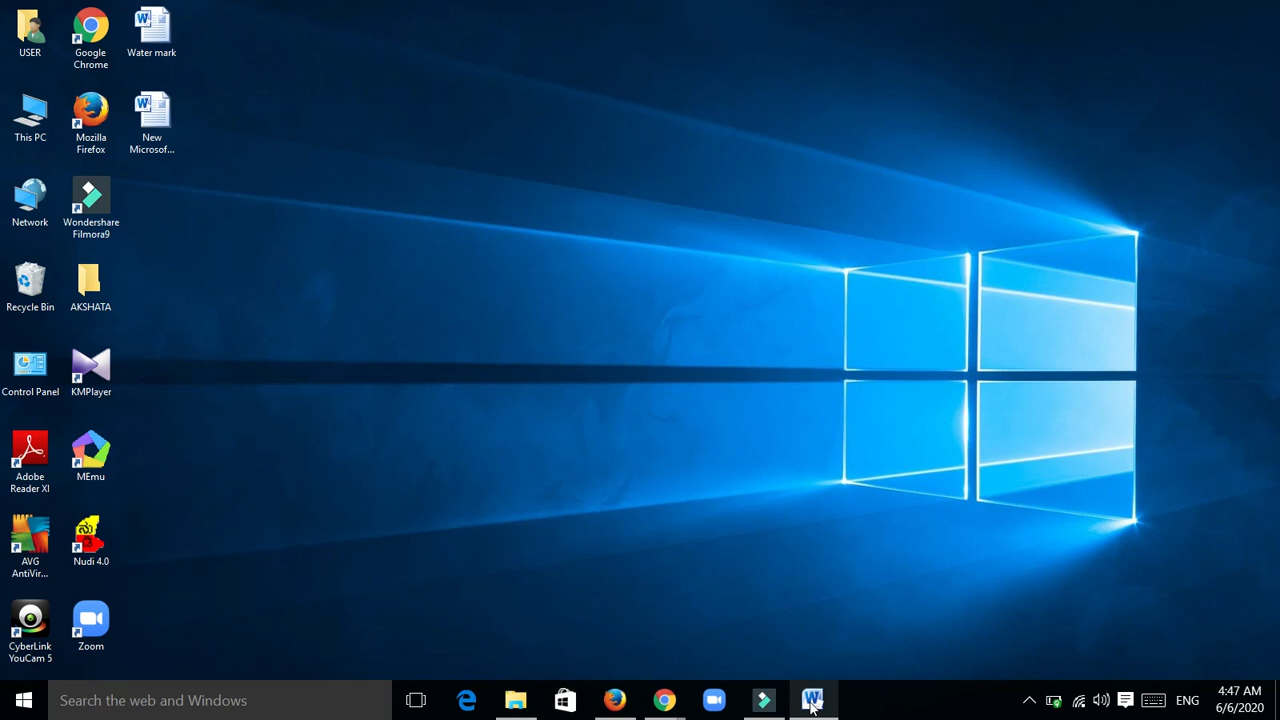 USER
Google
Chrome
Water mark
This PC
Mozilla
Firefox
New
Microsof...
Network
Wondershare
Filmora9
Recycle Bin
AKSHATA
Control Panel
KMPlayer
Adobe
Reader XI
MEmu
AVG
AntiVir...
ನು
Nudi 4.0
CyberLink
YouCam 5
Zoom
Search the web and Windows
ENG
4:47 AM
6/6/2020